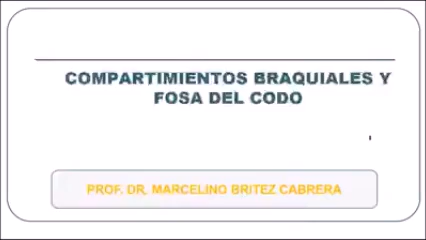 COMPARTIMIENTOS BRAQUIALES Y
FOSA DEL CODO
PROF. DR. MARCELINO BRITEZ CABRERA